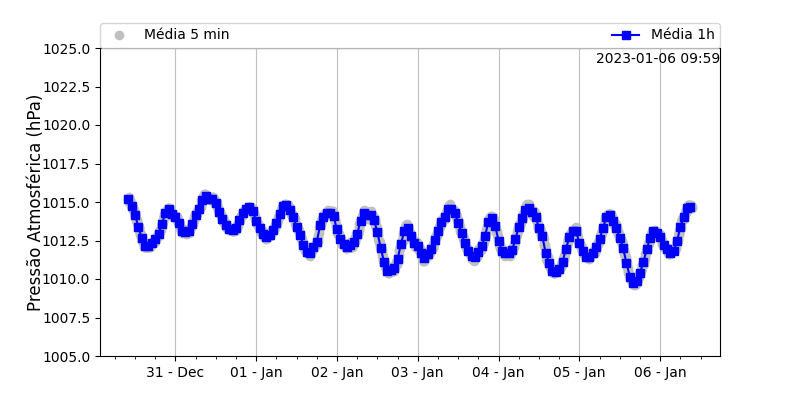 Média 5 min
Média 1h
2023-01-06 09:59
Pressão Atmosférica (hPa)
1025.0
1022.5
1020.0
1017.5
1015.0
1012.5
1010.0
1007.5
1005.0
31 - Dec
01 - Jan
02 - Jan
03 - Jan
04 - Jan
05 - Jan
06 - Jan